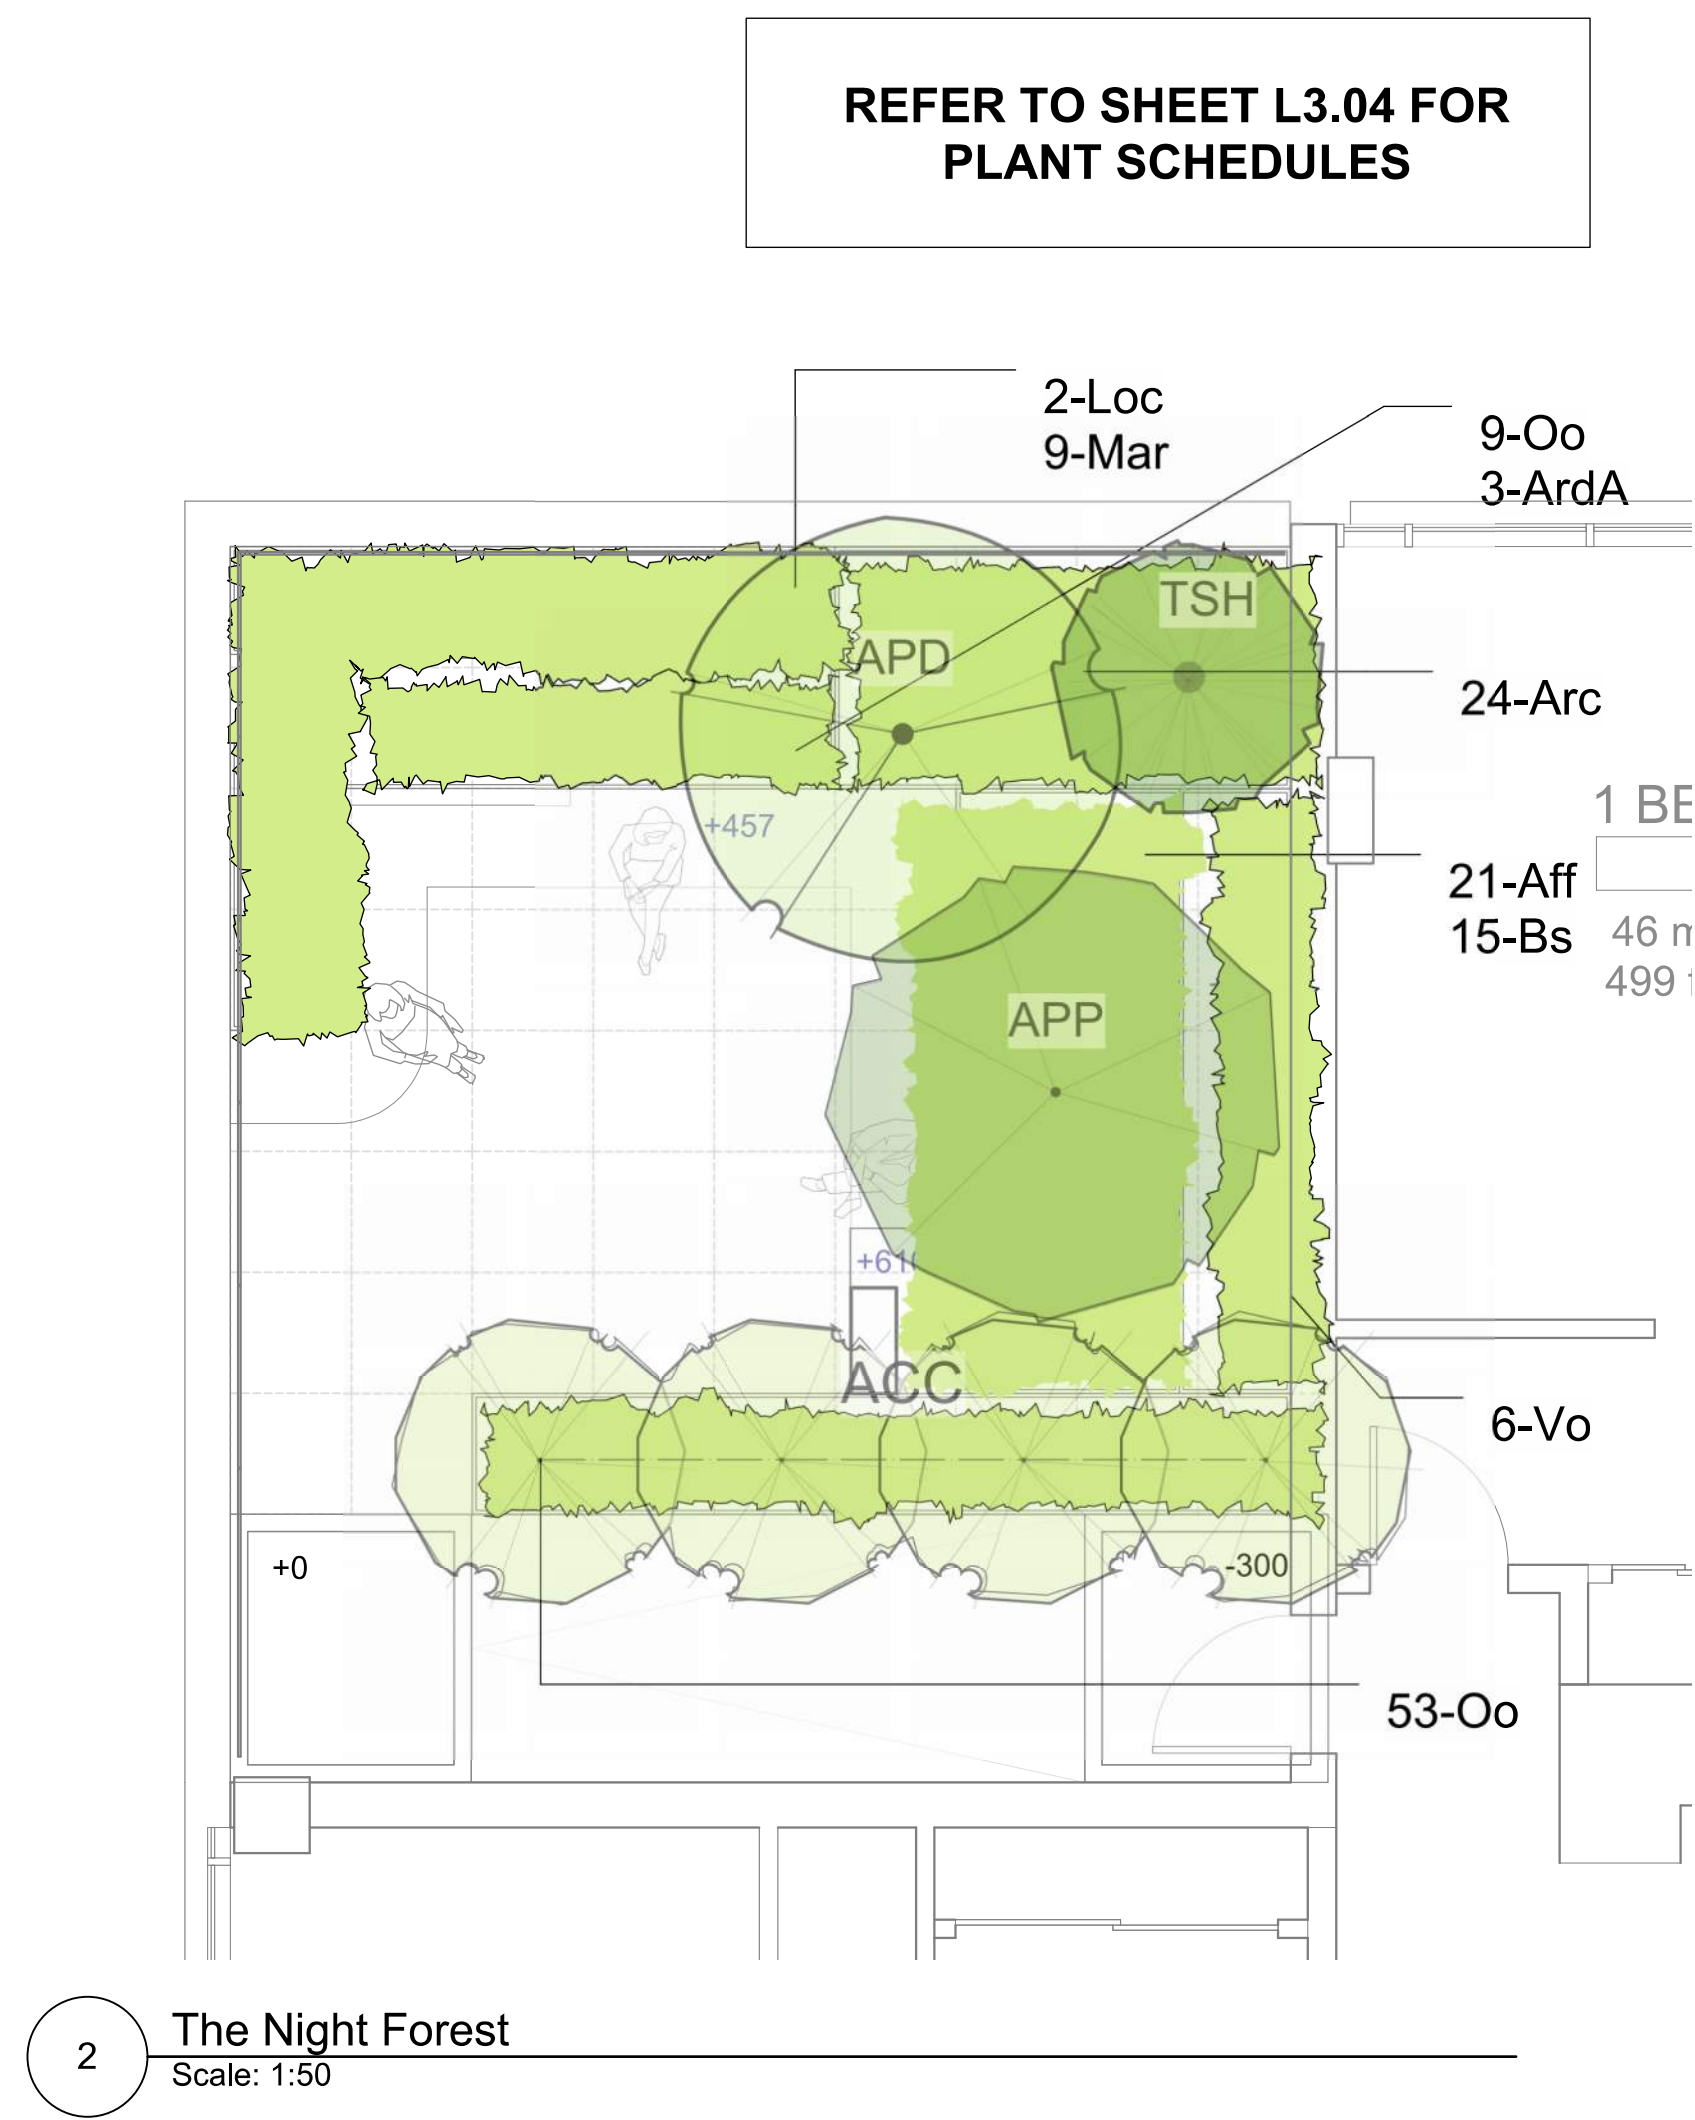 REFER TO SHEET L3.04 FOR
PLANT SCHEDULES
2-Loc
9-Mar
9-Oo
3-ArdA
TSH
APD
24-Arc
+457
1 BE
21-Aff
15-Bs
46 m
499
APP
+61
ACC
6-Vo
+0
-300
53-Oo
2
The Night Forest
Scale: 1:50